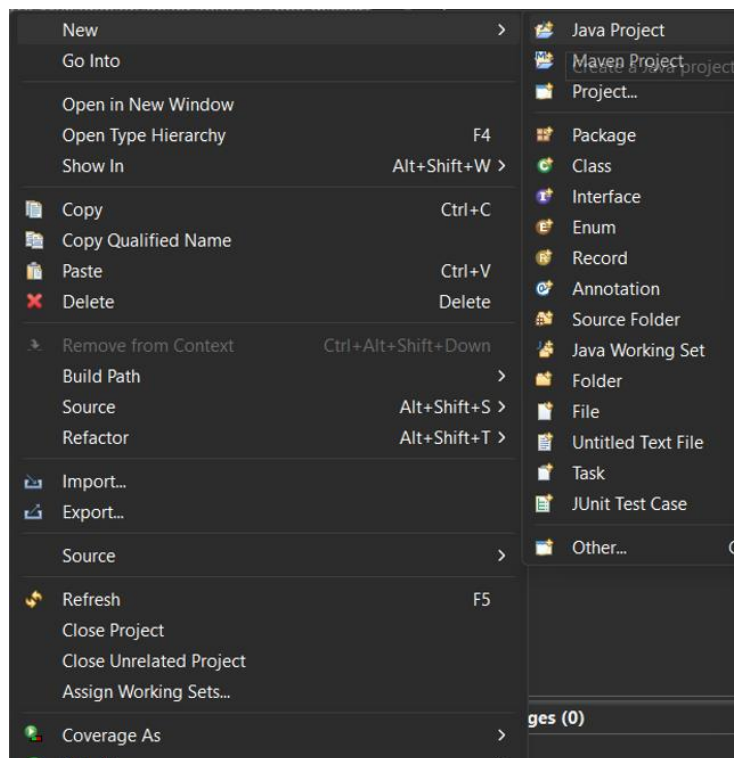 New >
Go Into
Open in New Window
Open Type Hierarchy F4
Show In Alt+Shift+W >
Copy Ctrl+C
Copy Qualified Name
Paste Ctrl+V
Delete Delete
Remove from Context Ctrl+Alt+Shift+Down
Build Path >
Source Alt+Shift+S >
Refactor Alt+Shift+T >
Import...
Export...
Source >
Refresh F5
Close Project
Close Unrelated Project
Assign Working Sets...
Coverage As >
Java Project
Maven Project
Create a Java project
Project...
Package
Class
Interface
Enum
Record
Annotation
Source Folder
Java Working Set
Folder
File
Untitled Text File
Task
JUnit Test Case
Other...
ges (0)